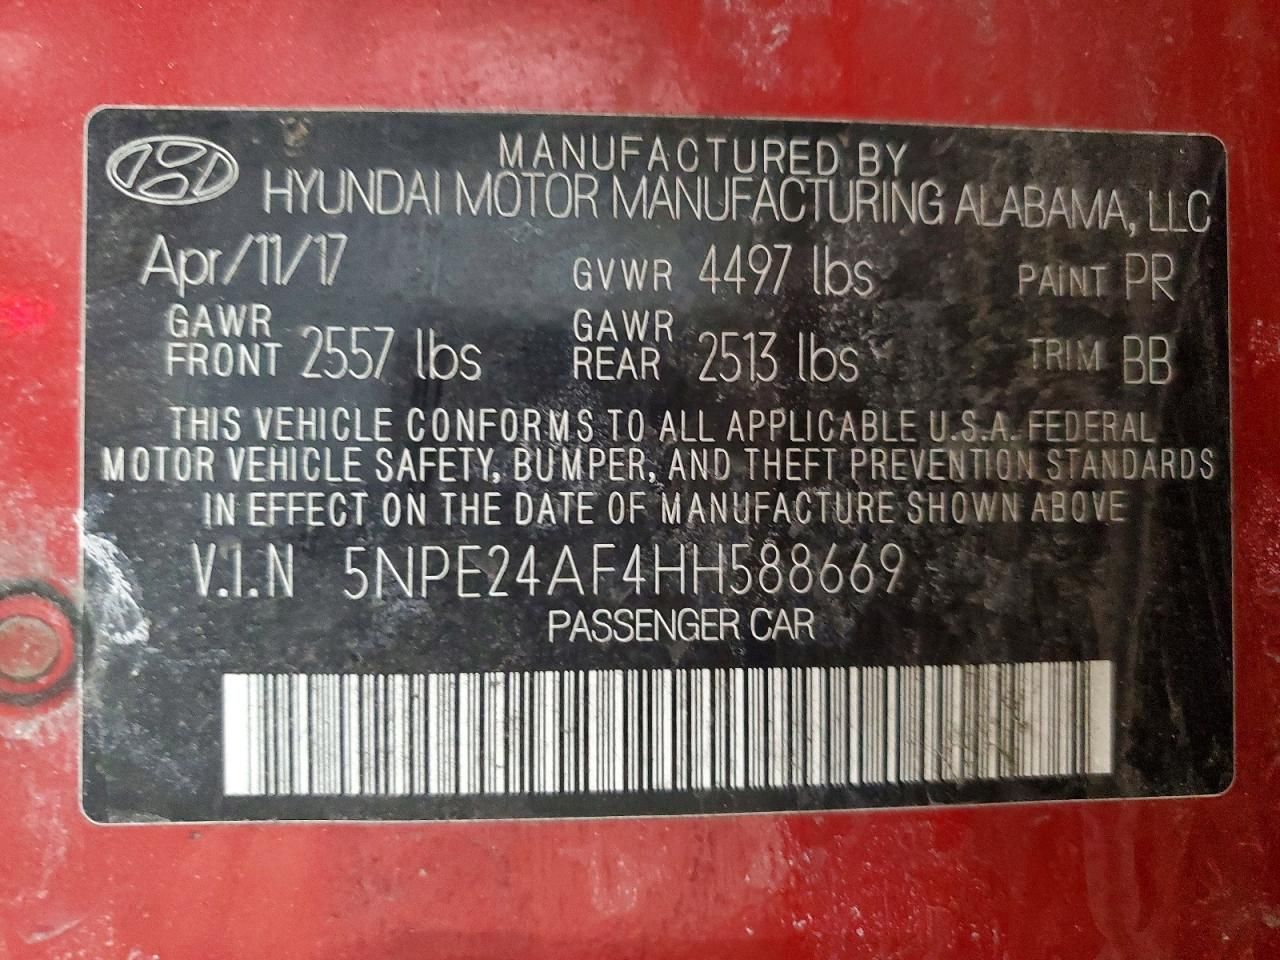 MANUFACTURED BY
HYUNDAI MOTOR MANUFACTURING ALABAMA, LLC
Apr/11/17 GVWR 4497 lbs PAINT PR
GAWR FRONT 2557 lbs GAWR REAR 2513 lbs TRIM BB
THIS VEHICLE CONFORMS TO ALL APPLICABLE U.S.A. FEDERAL
MOTOR VEHICLE SAFETY, BUMPER, AND THEFT PREVENTION STANDARDS
IN EFFECT ON THE DATE OF MANUFACTURE SHOWN ABOVE
V.I.N 5NPE24AF4HH588669
PASSENGER CAR